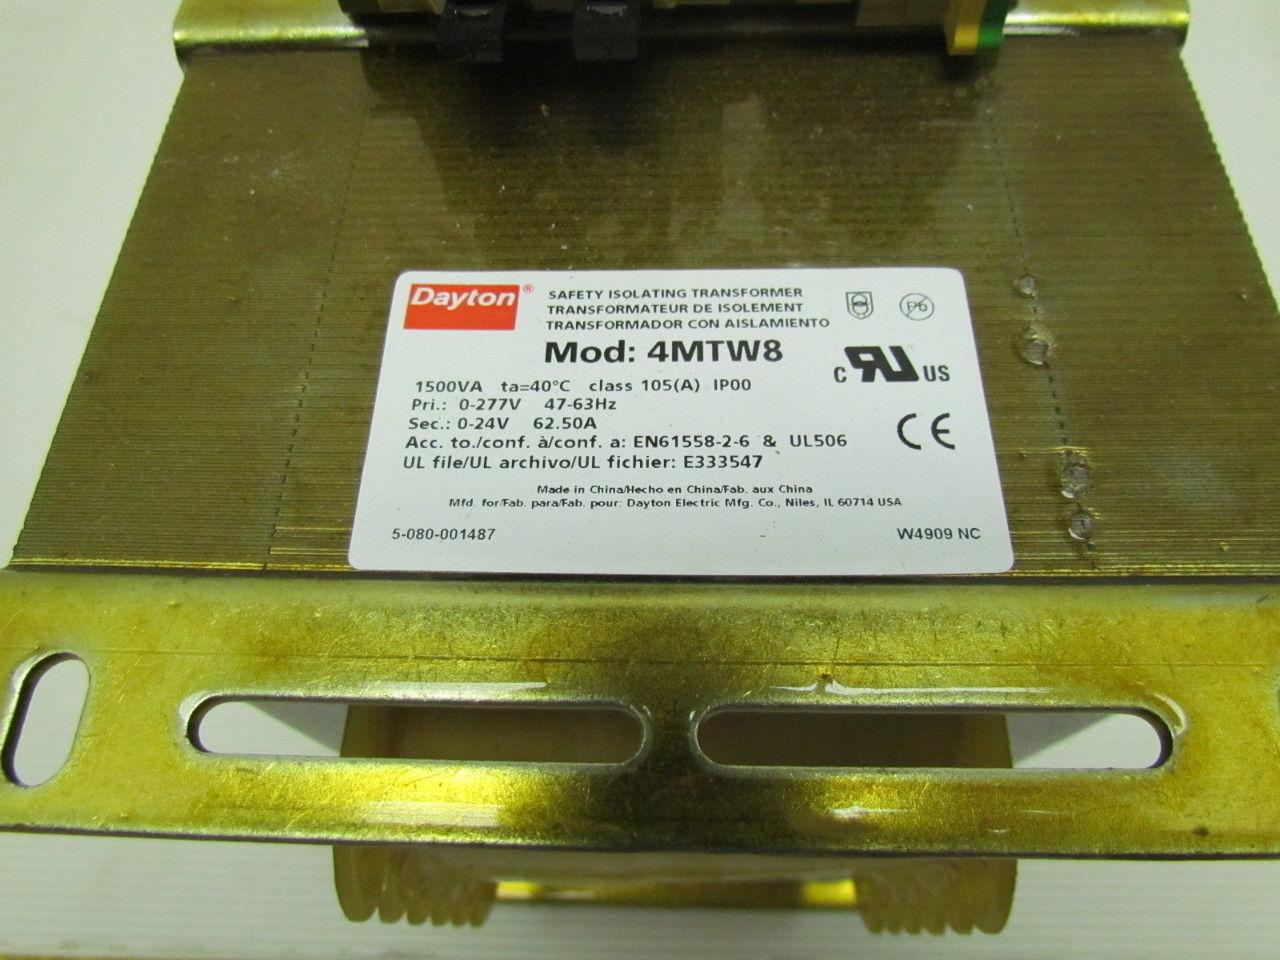 Dayton®
SAFETY ISOLATING TRANSFORMER
TRANSFORMATEUR DE ISOLEMENT
TRANSFORMADOR CON AISLAMIENTO
Pb
Mod: 4MTW8
C RU US
1500VA ta=40°C class 105(A) IP00
Pri.: 0-277V 47-63Hz
Sec.: 0-24V 62.50A
CE
Acc. to./conf. à/conf. a: EN61558-2-6 & UL506
UL file/UL archivo/UL fichier: E333547
Made in China/Hecho en China/Fab. aux China
Mfd. for/Fab. para/Fab. pour: Dayton Electric Mfg. Co., Niles, IL 60714 USA
5-080-001487 W4909 NC